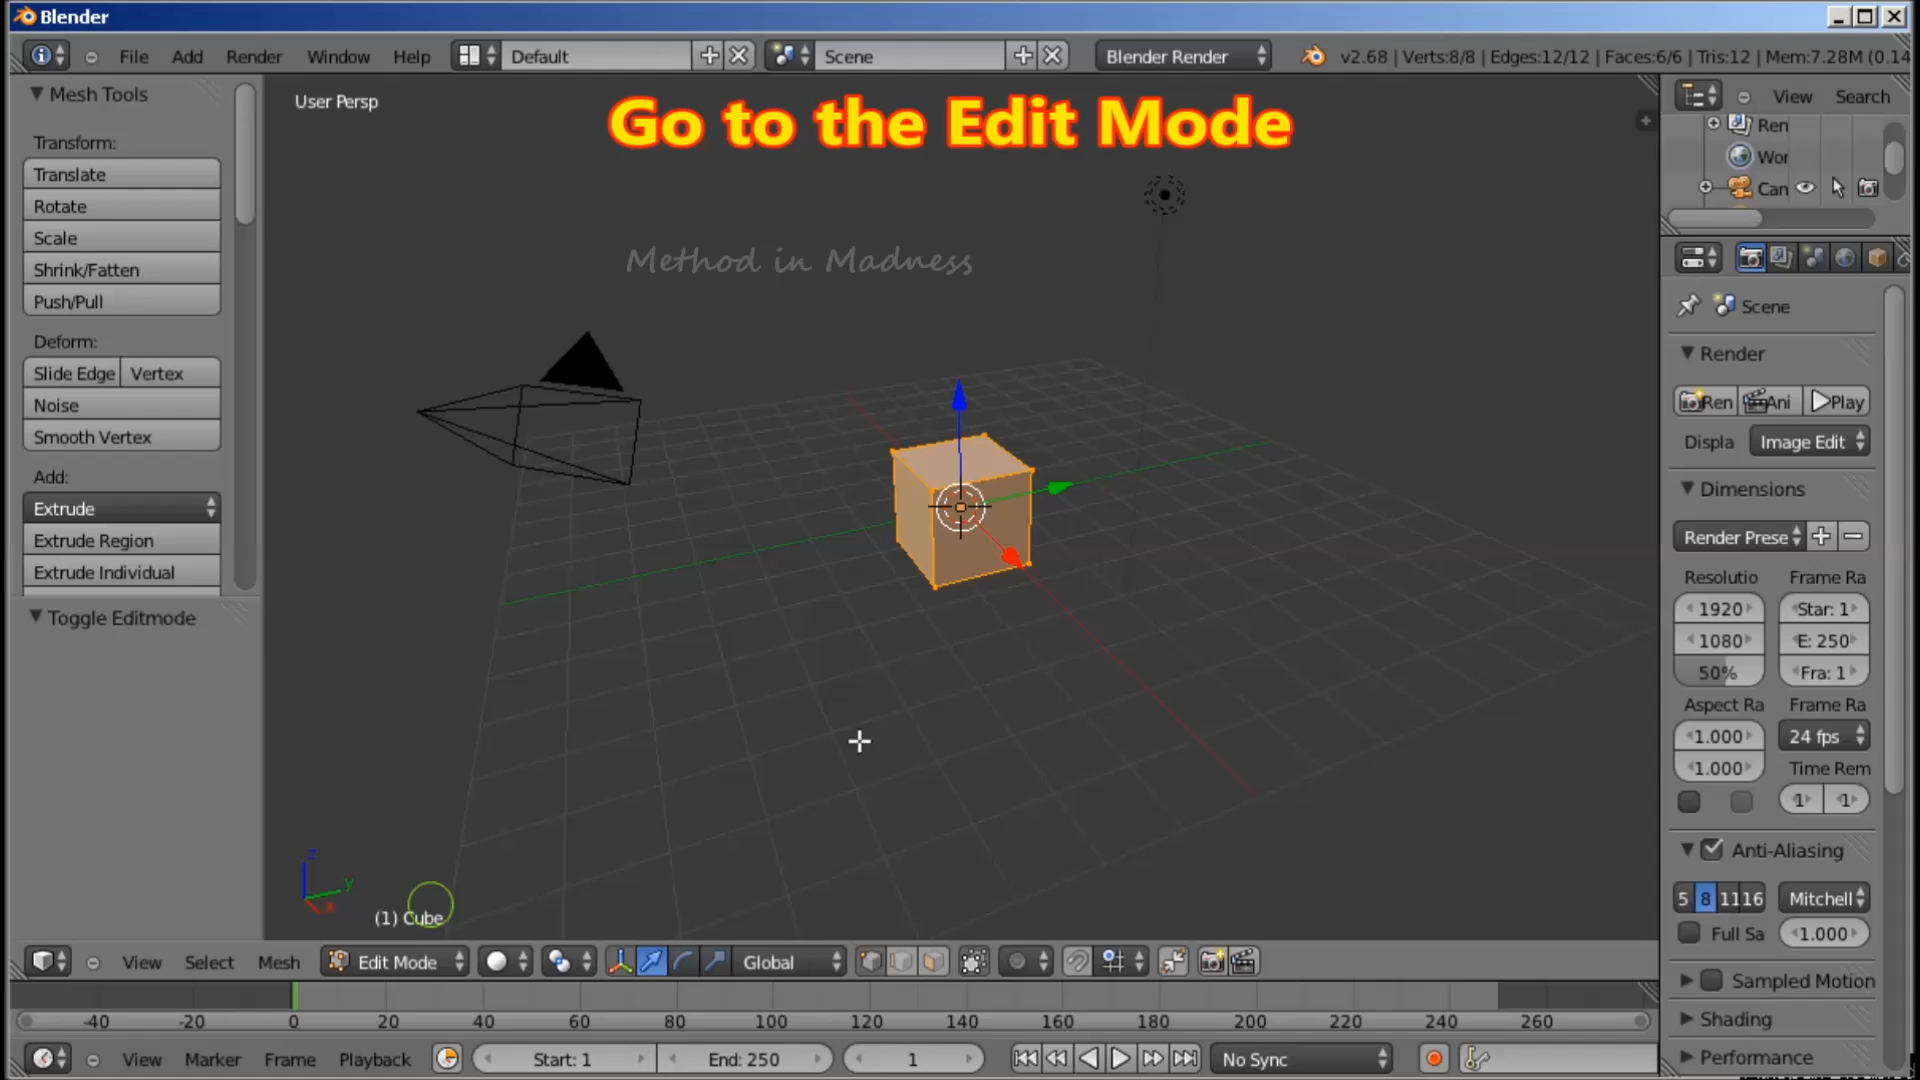 Blender
File Add Render Window Help Default Scene Blender Render v2.68 | Verts:8/8 | Edges:12/12 | Faces:6/6 | Tris:12 | Mem:7.28M (0.14
Mesh Tools
Transform:
Translate
Rotate
Scale
Shrink/Fatten
Push/Pull
Deform:
Slide Edge Vertex
Noise
Smooth Vertex
Add:
Extrude
Extrude Region
Extrude Individual
Toggle Editmode
User Persp
Go to the Edit Mode
Method in Madness
z
y
x
(1) Cube
View Search
Ren
Wor
Can
Scene
Render
Ren Ani Play
Displa Image Edit
Dimensions
Render Prese
Resolutio Frame Ra
1920 Star: 1
1080 E: 250
50% Fra: 1
Aspect Ra Frame Ra
1.000 24 fps
1.000 Time Rem
1 1
Anti-Aliasing
5 8 11 16 Mitchell
Full Sa 1.000
Sampled Motion
Shading
Performance
View Select Mesh Edit Mode Global
-40 -20 0 20 40 60 80 100 120 140 160 180 200 220 240 260
View Marker Frame Playback Start: 1 End: 250 1 No Sync